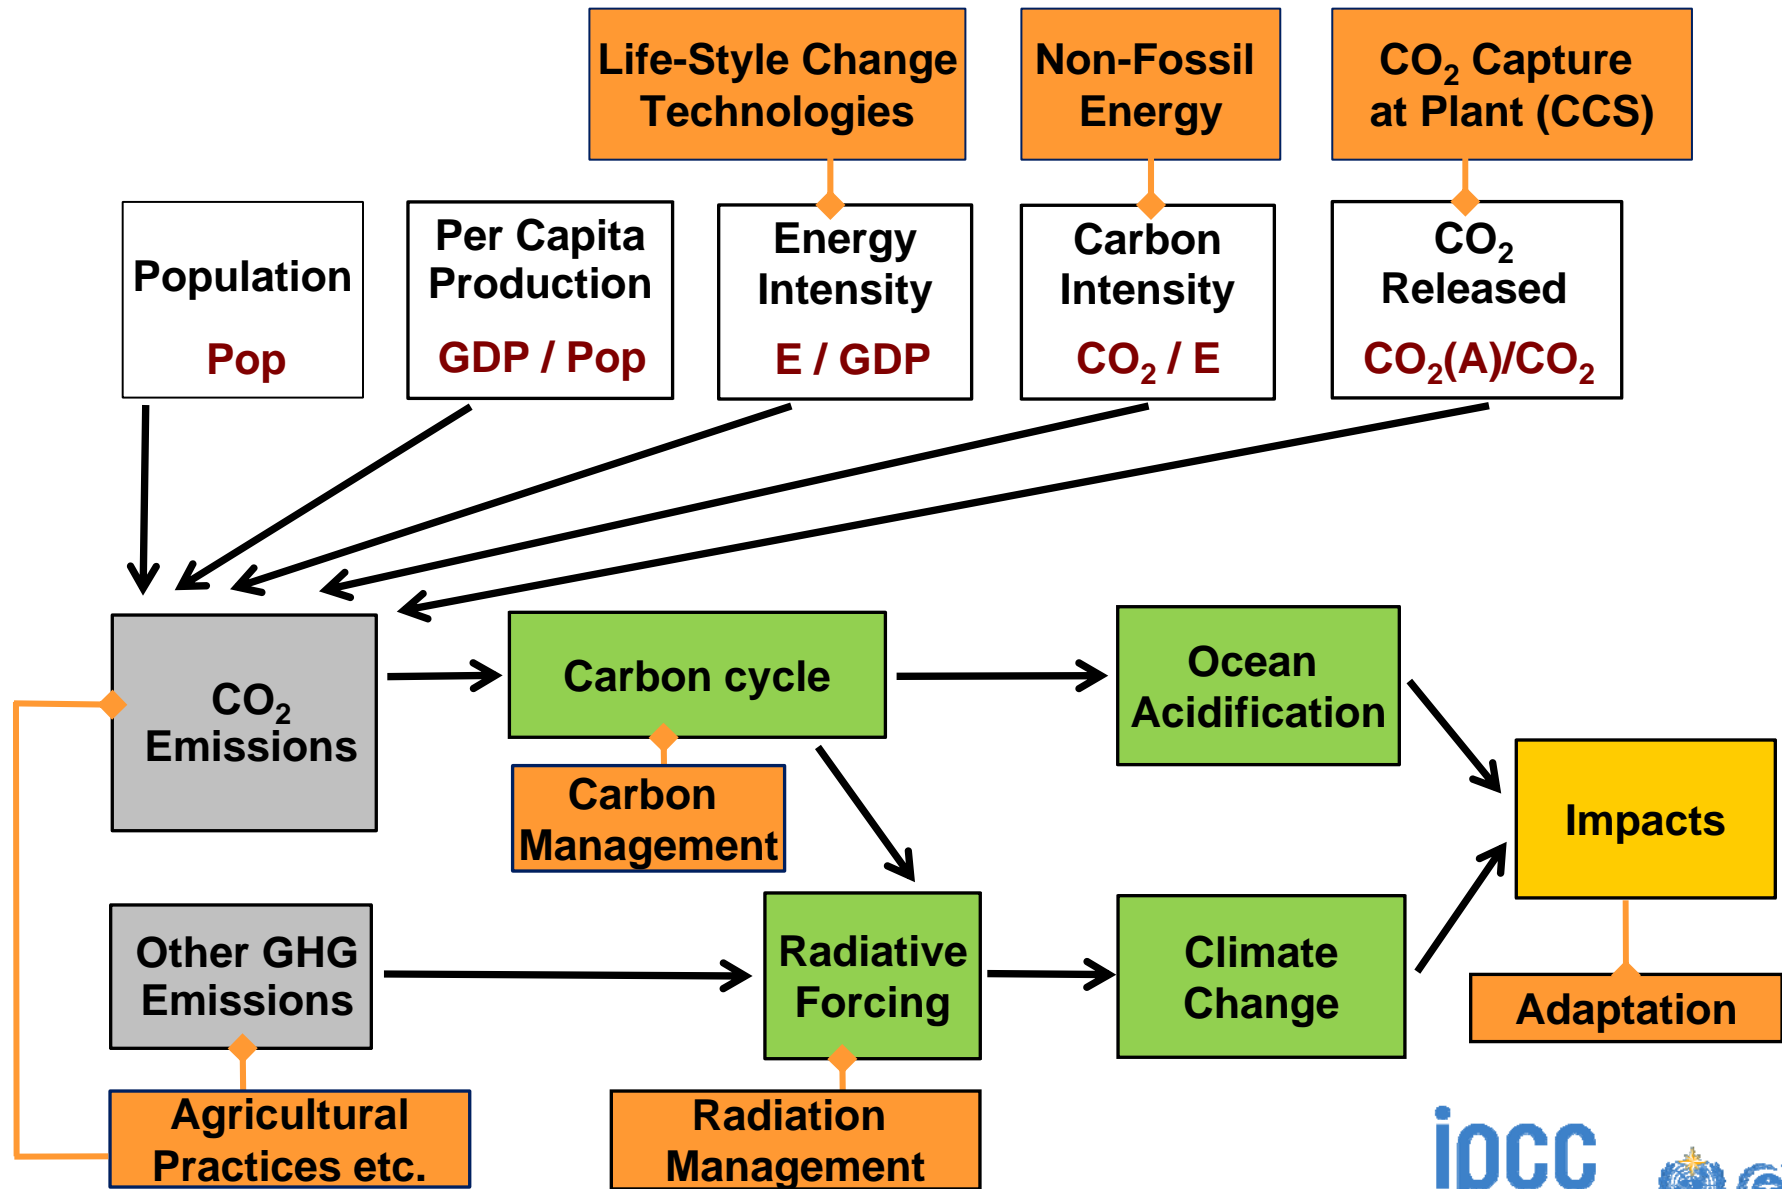 Life-Style Change
Technologies
Non-Fossil
Energy
CO₂ Capture
at Plant (CCS)
Population
Pop
Per Capita
Production
GDP / Pop
Energy
Intensity
E / GDP
Carbon
Intensity
CO₂ / E
CO₂
Released
CO₂(A)/CO₂
CO₂
Emissions
Carbon cycle
Ocean
Acidification
Carbon
Management
Impacts
Other GHG
Emissions
Radiative
Forcing
Climate
Change
Adaptation
Agricultural
Practices etc.
Radiation
Management
ipcc